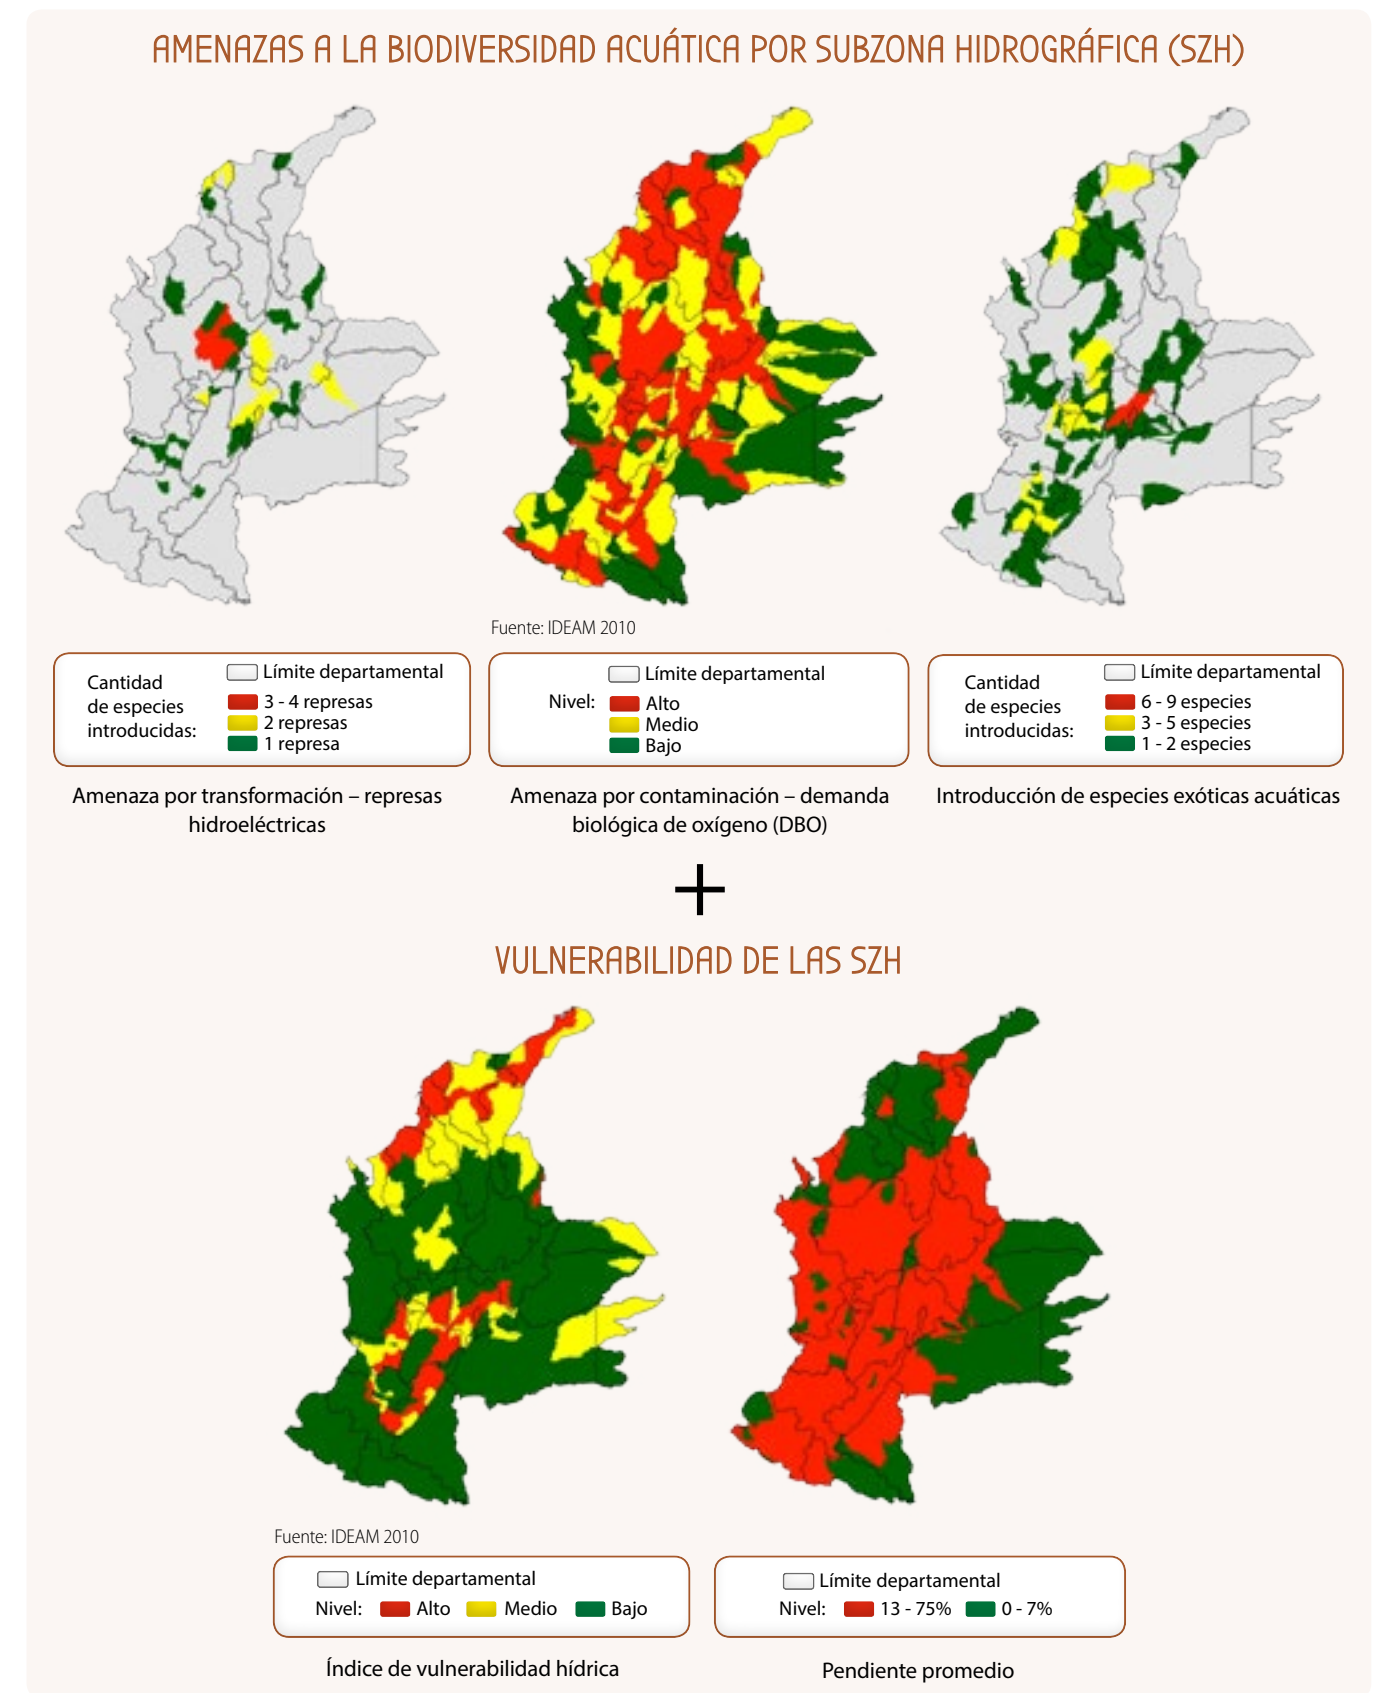 AMENAZAS A LA BIODIVERSIDAD ACUÁTICA POR SUBZONA HIDROGRÁFICA (SZH)
Fuente: IDEAM 2010
Cantidad
de especies
introducidas:
Límite departamental
3 - 4 represas
2 represas
1 represa
Límite departamental
Nivel:
Alto
Medio
Bajo
Cantidad
de especies
introducidas:
Límite departamental
6 - 9 especies
3 - 5 especies
1 - 2 especies
Amenaza por transformación – represas
hidroeléctricas
Amenaza por contaminación – demanda
biológica de oxígeno (DBO)
Introducción de especies exóticas acuáticas
+
VULNERABILIDAD DE LAS SZH
Fuente: IDEAM 2010
Límite departamental
Nivel: Alto Medio Bajo
Límite departamental
Nivel: 13 - 75% 0 - 7%
Índice de vulnerabilidad hídrica
Pendiente promedio